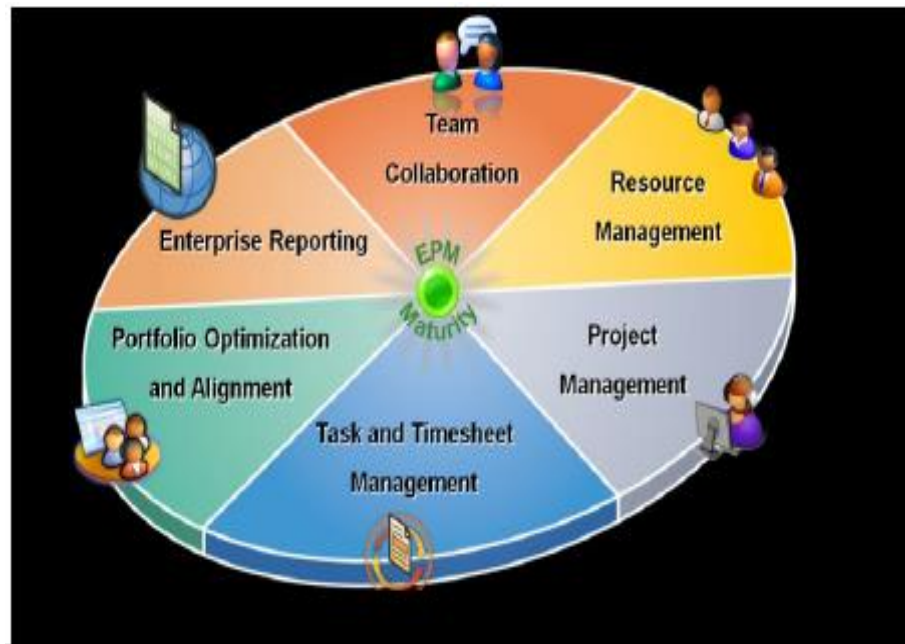 Team
Collaboration
Resource
Management
Enterprise Reporting
EPM
Maturity
Portfolio Optimization
and Alignment
Project
Management
Task and Timesheet
Management